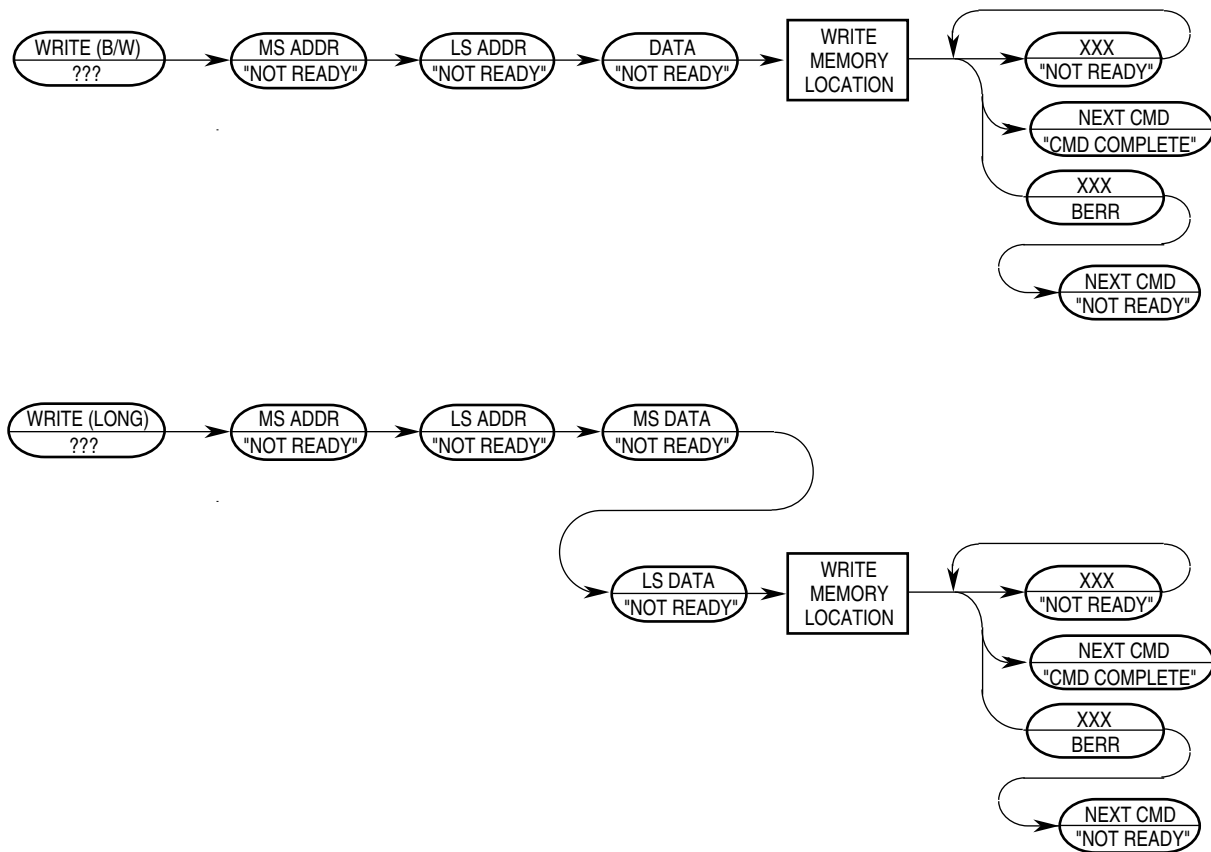 WRITE (B/W)
???
MS ADDR
"NOT READY"
LS ADDR
"NOT READY"
DATA
"NOT READY"
WRITE
MEMORY
LOCATION
XXX
"NOT READY"
NEXT CMD
"CMD COMPLETE"
XXX
BERR
NEXT CMD
"NOT READY"
WRITE (LONG)
???
MS ADDR
"NOT READY"
LS ADDR
"NOT READY"
MS DATA
"NOT READY"
LS DATA
"NOT READY"
WRITE
MEMORY
LOCATION
XXX
"NOT READY"
NEXT CMD
"CMD COMPLETE"
XXX
BERR
NEXT CMD
"NOT READY"